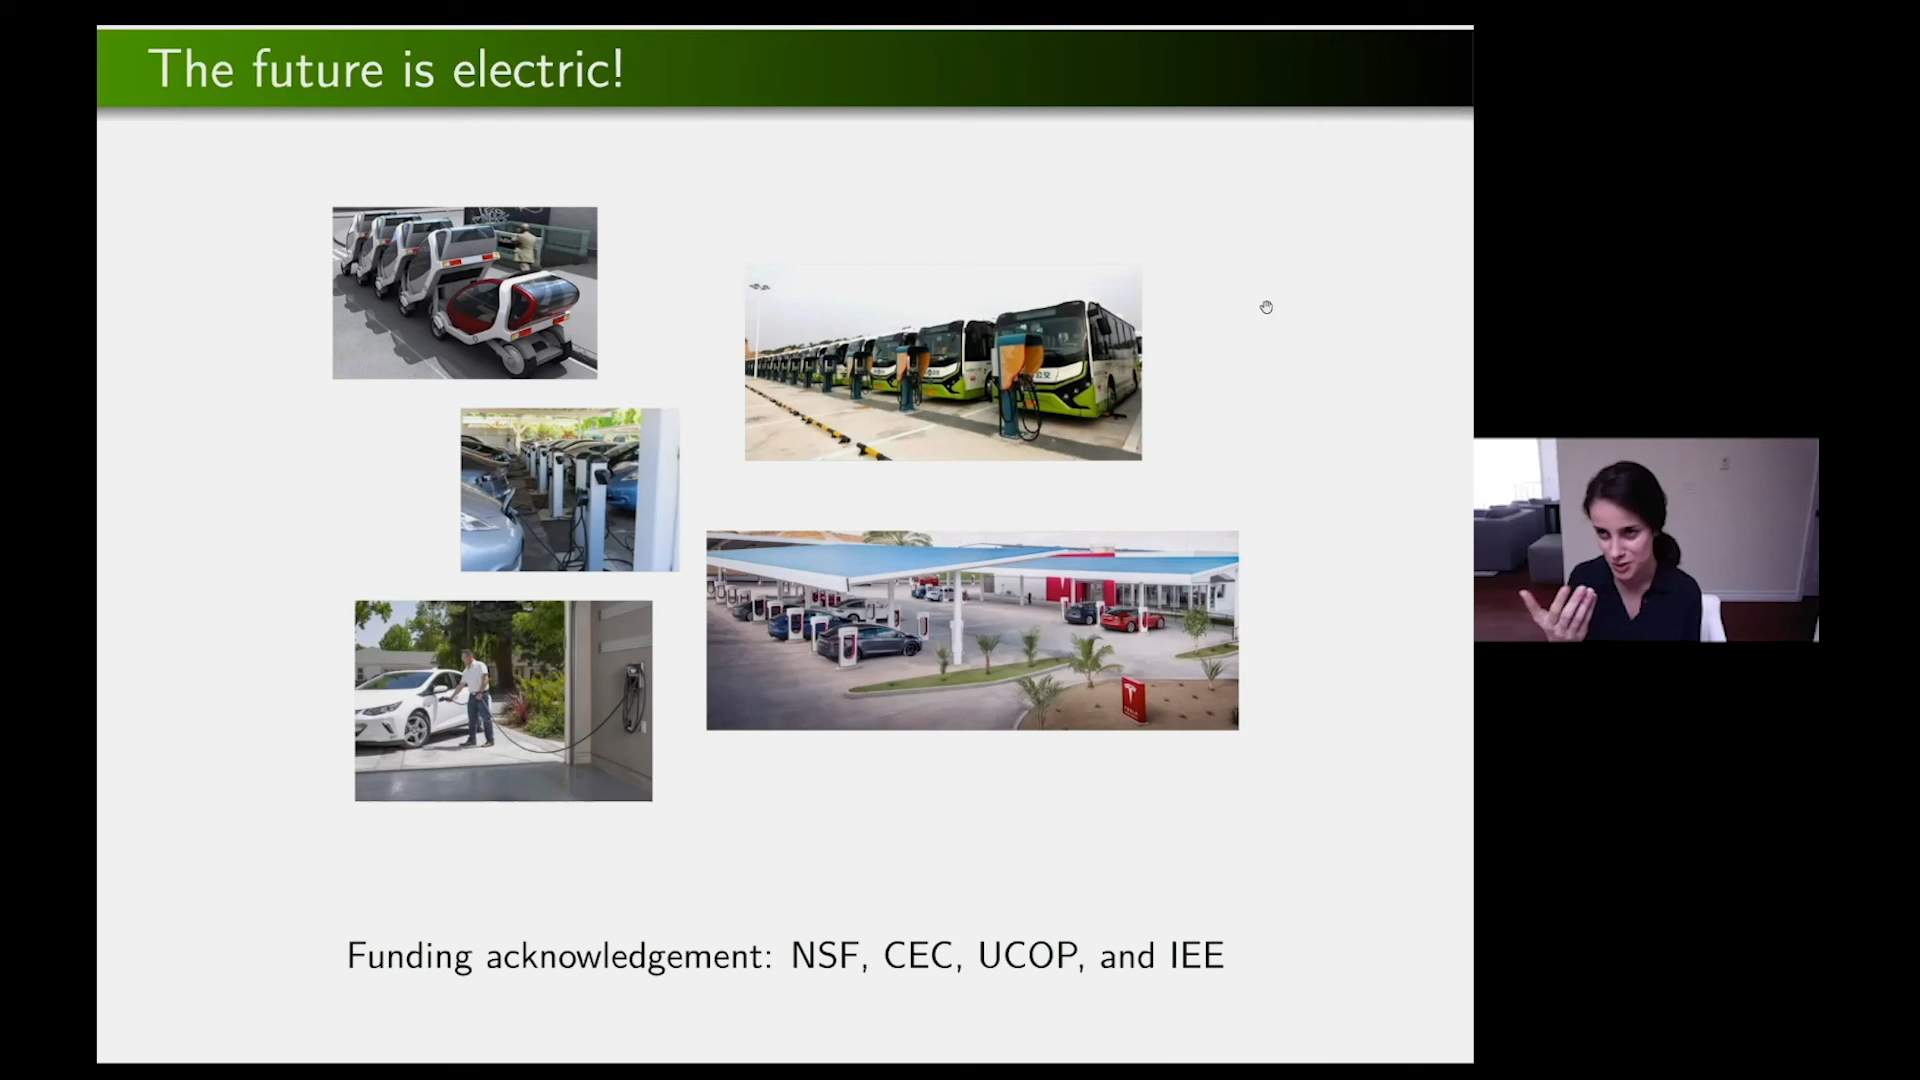 The future is electric!
Funding acknowledgement: NSF, CEC, UCOP, and IEE